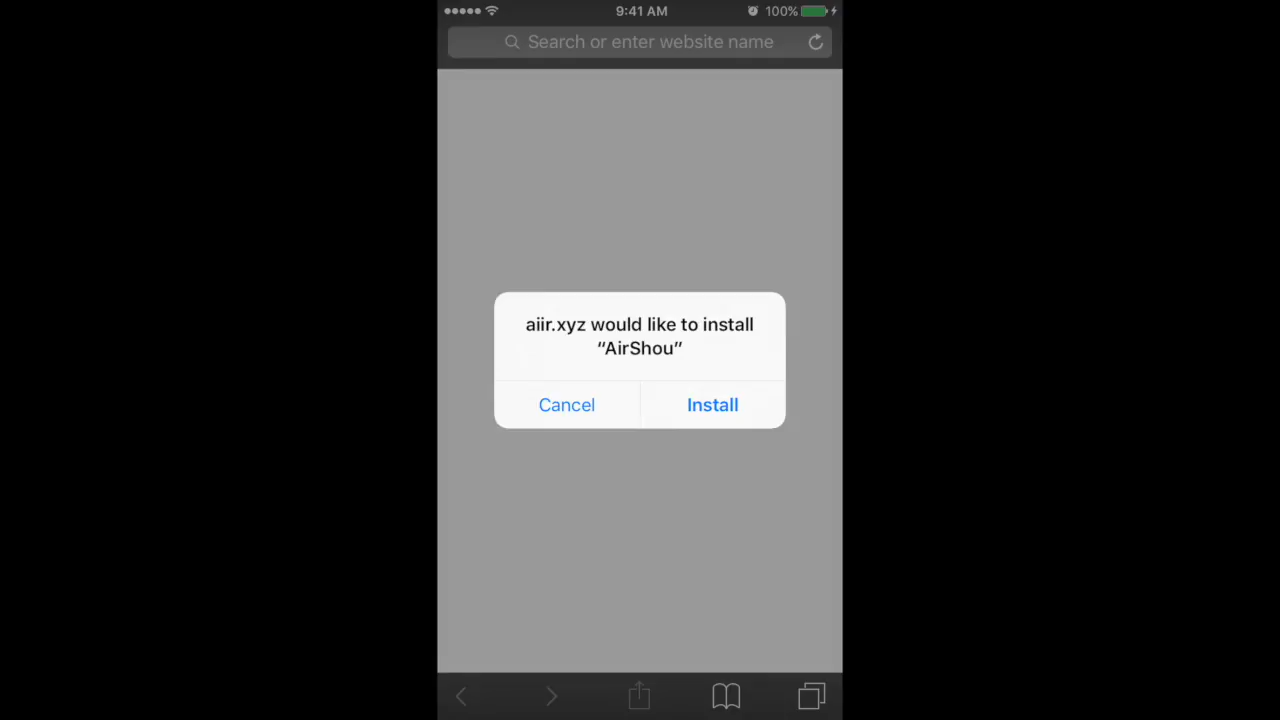 9:41 AM 100%
Search or enter website name
aiir.xyz would like to install
“AirShou”
Cancel Install